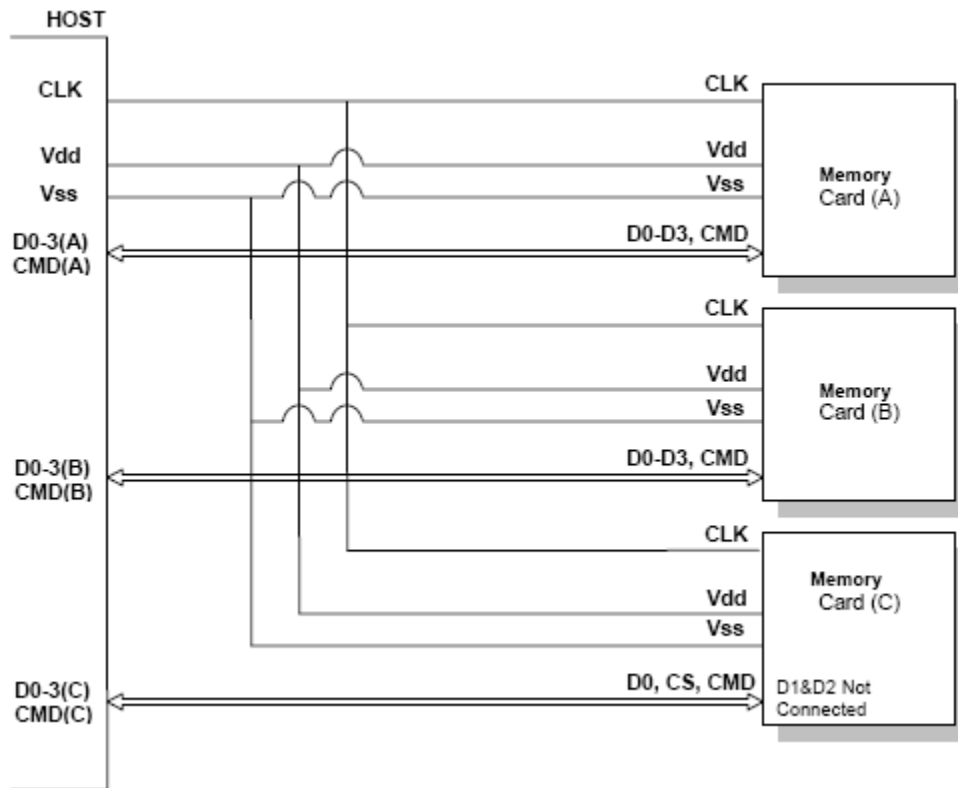 HOST
CLK
CLK
Vdd
Vdd
Vss
Vss
Memory
Card (A)
D0-3(A)
CMD(A)
D0-D3, CMD
CLK
Vdd
Vss
Memory
Card (B)
D0-3(B)
CMD(B)
D0-D3, CMD
CLK
Vdd
Vss
Memory
Card (C)
D0-3(C)
CMD(C)
D0, CS, CMD
D1&D2 Not
Connected